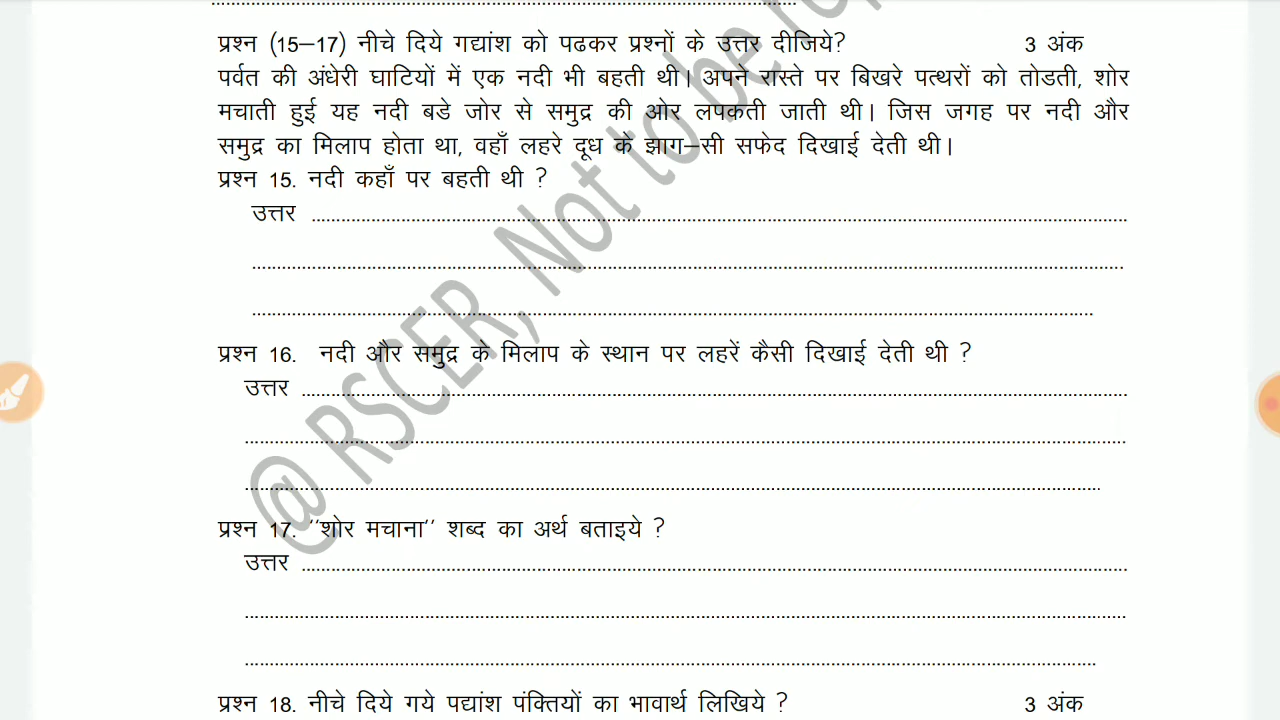 प्रश्न (15–17) नीचे दिये गद्यांश को पढकर प्रश्नों के उत्तर दीजिये? 3 अंक
पर्वत की अंधेरी घाटियों में एक नदी भी बहती थी। अपने रास्ते पर बिखरे पत्थरों को तोडती, शोर
मचाती हुई यह नदी बडे जोर से समुद्र की ओर लपकती जाती थी। जिस जगह पर नदी और
समुद्र का मिलाप होता था, वहाँ लहरे दूध के झाग–सी सफेद दिखाई देती थी।
प्रश्न 15. नदी कहाँ पर बहती थी ?
उत्तर
प्रश्न 16. नदी और समुद्र के मिलाप के स्थान पर लहरें कैसी दिखाई देती थी ?
उत्तर
प्रश्न 17. ‘‘शोर मचाना’’ शब्द का अर्थ बताइये ?
उत्तर
प्रश्न 18. नीचे दिये गये पद्यांश पंक्तियों का भावार्थ लिखिये ? 3 अंक
@ RSCER, Not to be